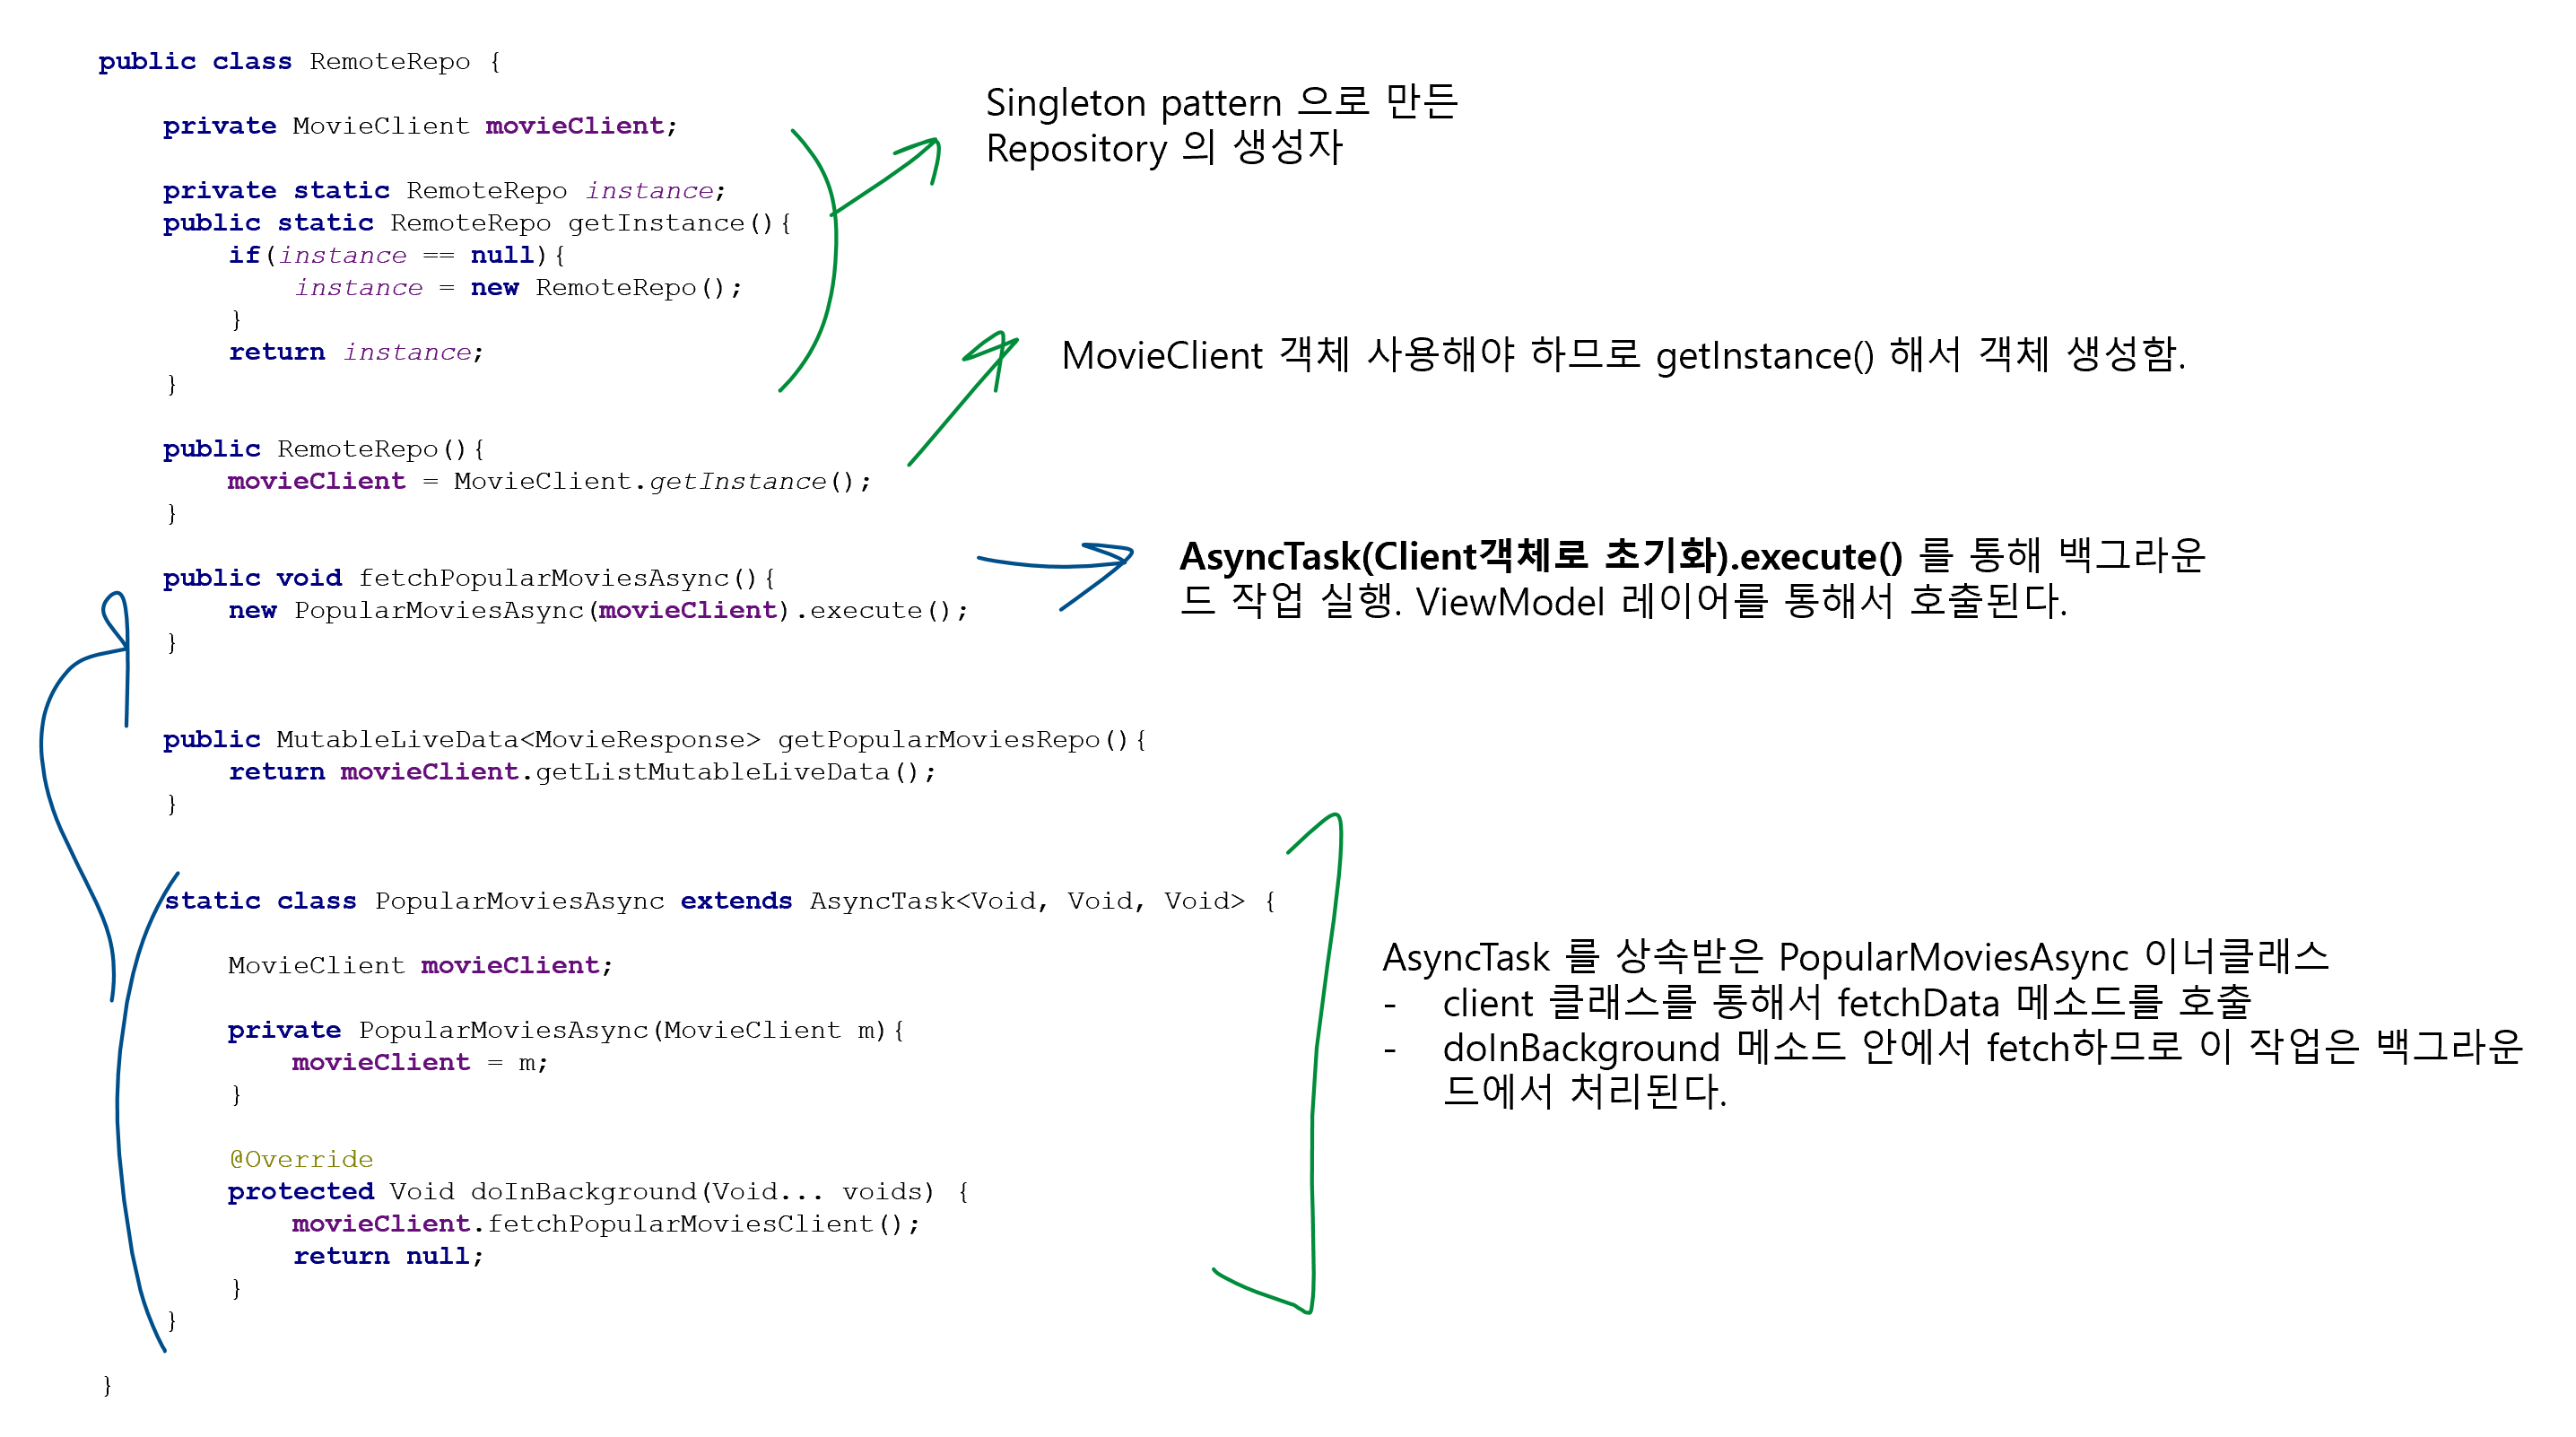 public class RemoteRepo {
private MovieClient movieClient;
private static RemoteRepo instance;
public static RemoteRepo getInstance(){
if(instance == null){
instance = new RemoteRepo();
}
return instance;
}
public RemoteRepo(){
movieClient = MovieClient.getInstance();
}
public void fetchPopularMoviesAsync(){
new PopularMoviesAsync(movieClient).execute();
}
public MutableLiveData<MovieResponse> getPopularMoviesRepo(){
return movieClient.getListMutableLiveData();
}
static class PopularMoviesAsync extends AsyncTask<Void, Void, Void> {
MovieClient movieClient;
private PopularMoviesAsync(MovieClient m){
movieClient = m;
}
@Override
protected Void doInBackground(Void... voids) {
movieClient.fetchPopularMoviesClient();
return null;
}
}
}
Singleton pattern 으로 만든
Repository 의 생성자
MovieClient 객체 사용해야 하므로 getInstance() 해서 객체 생성함.
AsyncTask(Client객체로 초기화).execute() 를 통해 백그라운
드 작업 실행. ViewModel 레이어를 통해서 호출된다.
AsyncTask 를 상속받은 PopularMoviesAsync 이너클래스
- client 클래스를 통해서 fetchData 메소드를 호출
- doInBackground 메소드 안에서 fetch하므로 이 작업은 백그라운
드에서 처리된다.